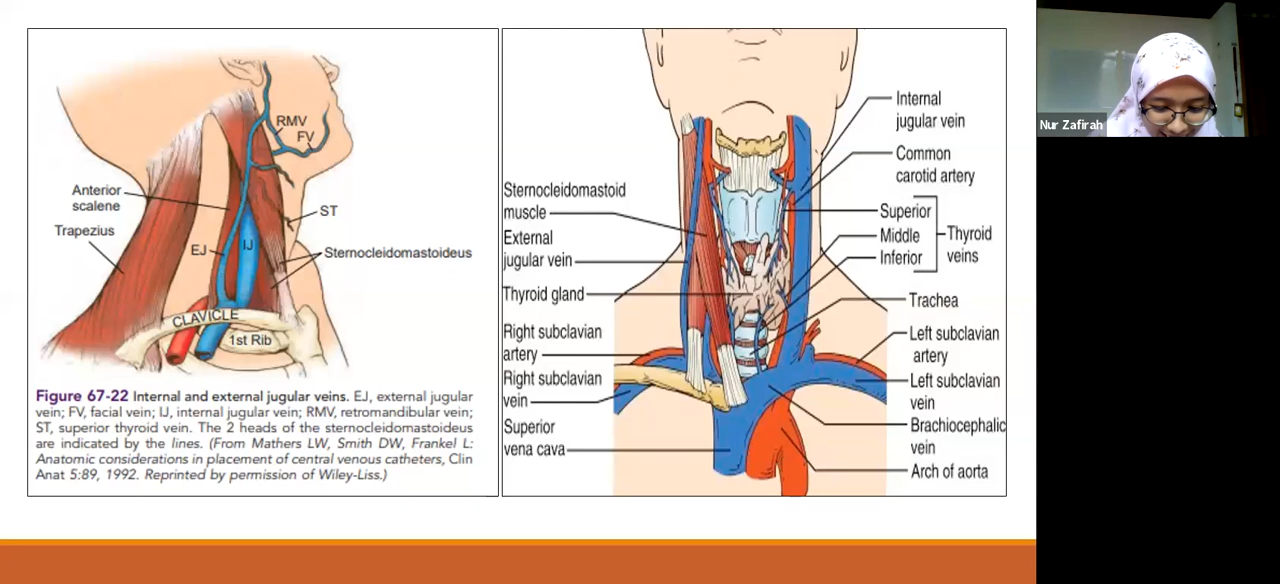 RMV
FV
Anterior
scalene
Trapezius
ST
EJ
IJ
Sternocleidomastoideus
CLAVICLE
1st Rib
Figure 67-22 Internal and external jugular veins. EJ, external jugular
vein; FV, facial vein; IJ, internal jugular vein; RMV, retromandibular vein;
ST, superior thyroid vein. The 2 heads of the sternocleidomastoideus
are indicated by the lines. (From Mathers LW, Smith DW, Frankel L:
Anatomic considerations in placement of central venous catheters, Clin
Anat 5:89, 1992. Reprinted by permission of Wiley-Liss.)
Sternocleidomastoid
muscle
External
jugular vein
Thyroid gland
Right subclavian
artery
Right subclavian
vein
Superior
vena cava
Internal
jugular vein
Common
carotid artery
Superior
Middle
Inferior
Thyroid
veins
Trachea
Left subclavian
artery
Left subclavian
vein
Brachiocephalic
vein
Arch of aorta
Nur Zafirah